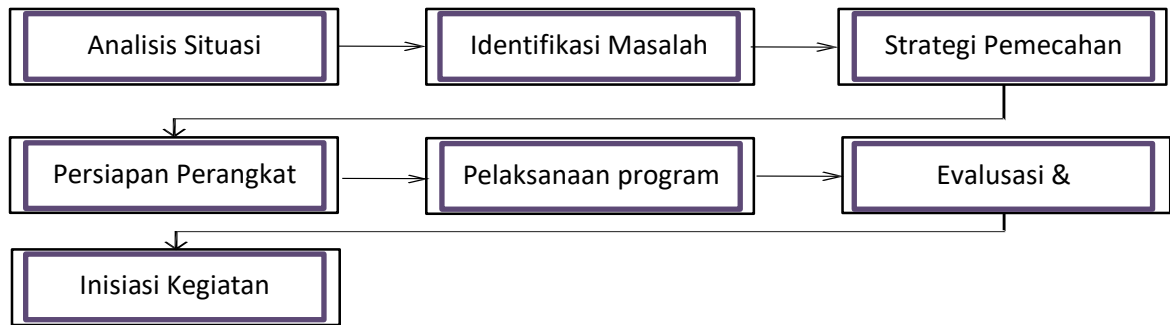 Analisis Situasi
Identifikasi Masalah
Strategi Pemecahan
Persiapan Perangkat
Pelaksanaan program
Evalusasi &
Inisiasi Kegiatan